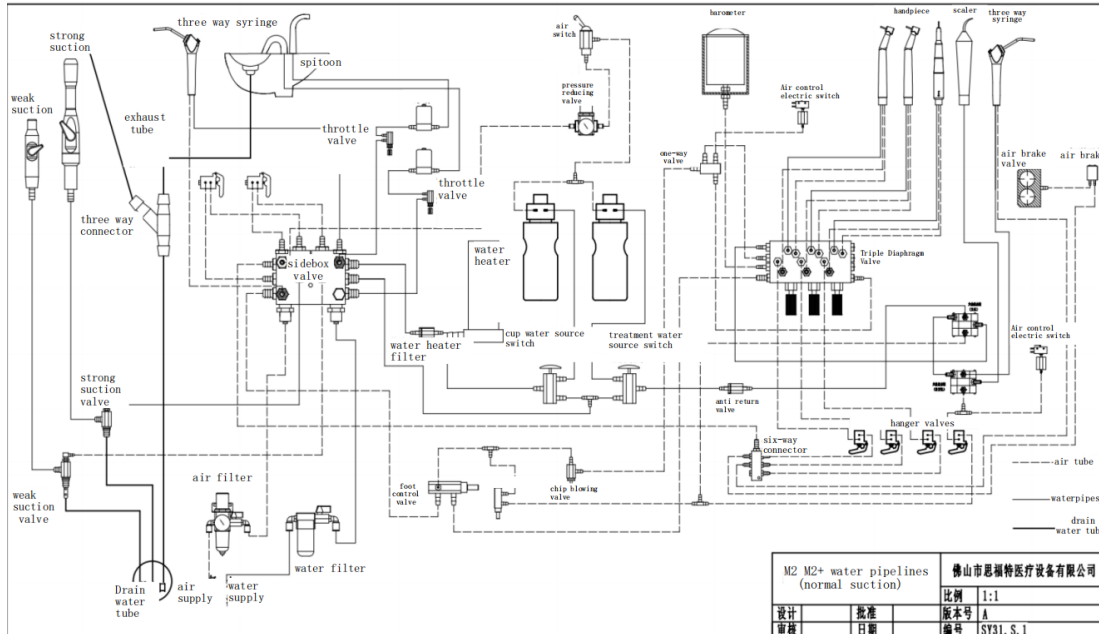 three way syringe
strong
suction
spitoon
weak
suction
exhaust
tube
throttle
valve
throttle
valve
three way
connector
sidebox
valve
water
heater
air
switch
pressure
reducing
valve
barometer
Air control
electric switch
one-way
valve
handpiece
scaler
three way
syringe
air brake
valve
air brake
Triple Diaphragm
Valve
Air control
electric switch
water heater
filter
cup water source
switch
treatment water
source switch
anti return
valve
strong
suction
valve
weak
suction
valve
air filter
water filter
Drain
water
tube
air
supply
water
supply
foot
control
valve
chip blowing
valve
six-way
connector
hanger valves
air tube
waterpipes
drain
water tub
M2 M2+ water pipelines
(normal suction)
佛山市思福特医疗设备有限公司
比例 1:1
设计 批准 版本号 A
审核 日期 编号 SY31.S.1